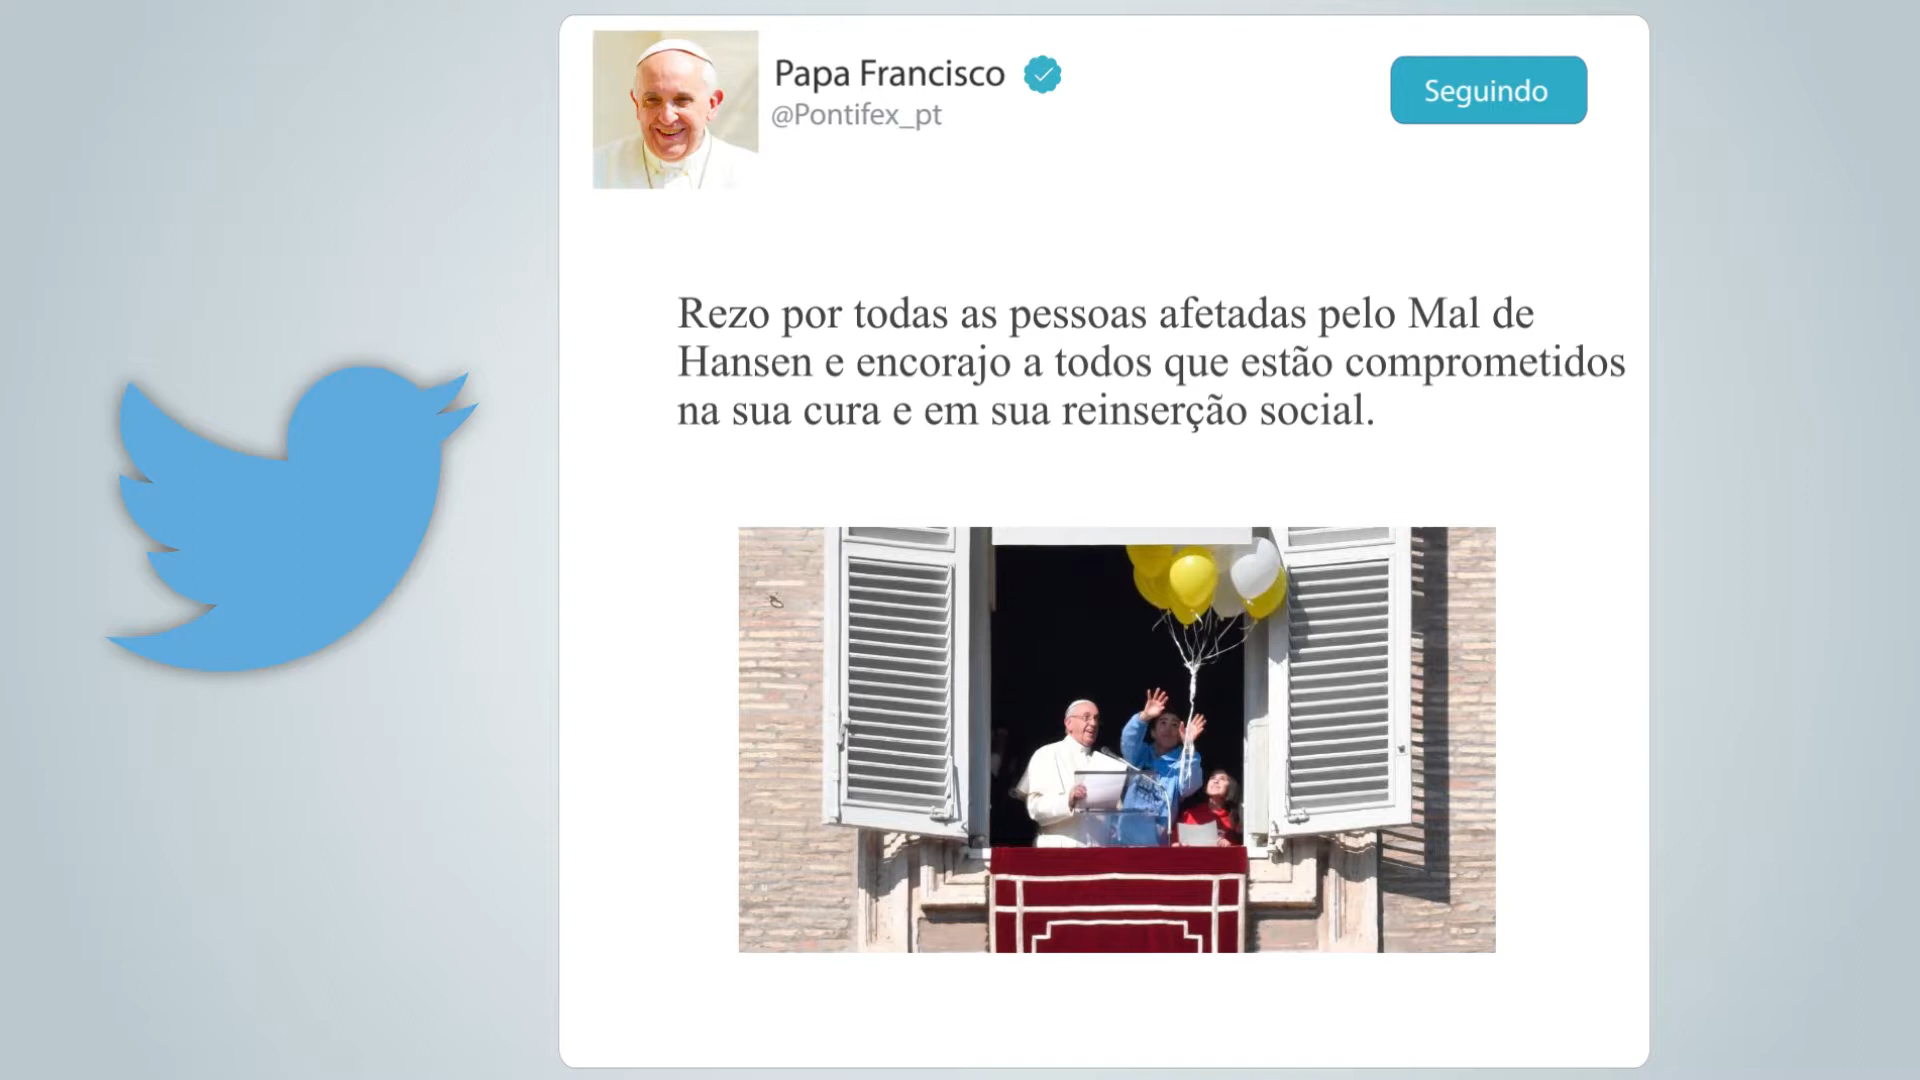 Papa Francisco
@Pontifex_pt
Seguindo
Rezo por todas as pessoas afetadas pelo Mal de
Hansen e encorajo a todos que estão comprometidos
na sua cura e em sua reinserção social.